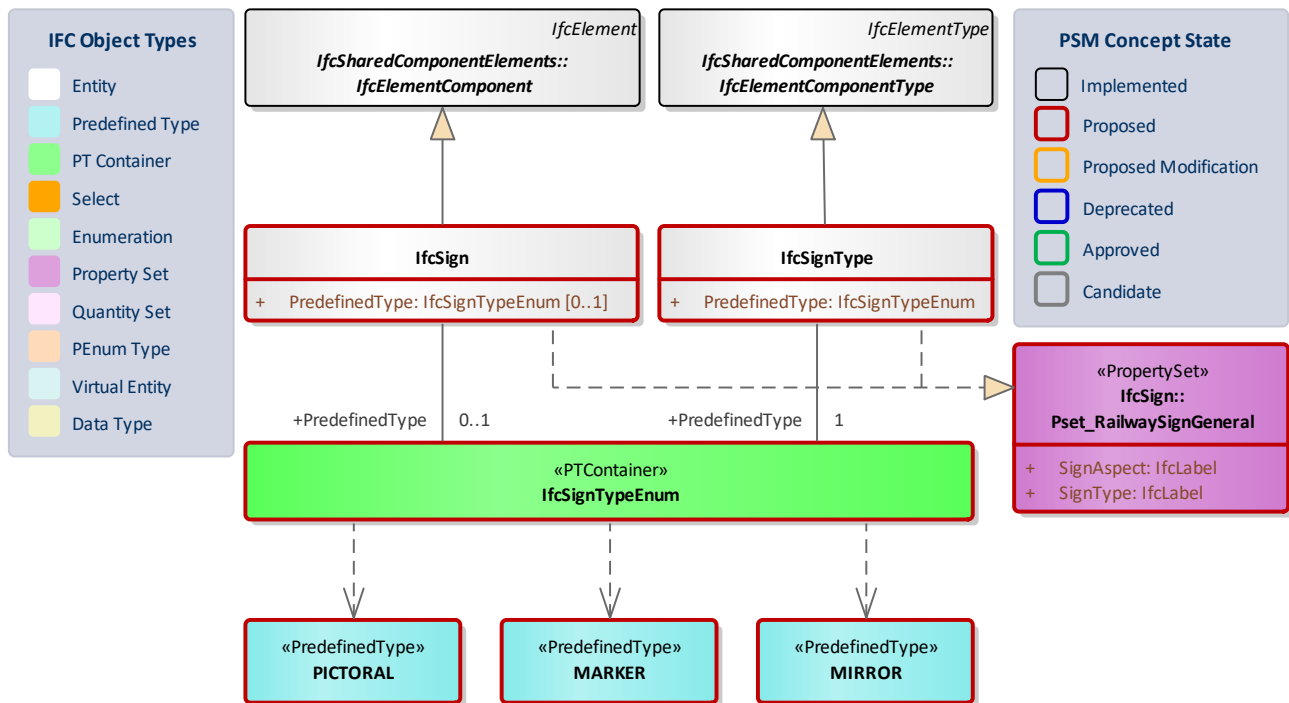 IFC Object Types
Entity
Predefined Type
PT Container
Select
Enumeration
Property Set
Quantity Set
PEnum Type
Virtual Entity
Data Type
IfcElement
IfcSharedComponentElements::
IfcElementComponent
IfcElementType
IfcSharedComponentElements::
IfcElementComponentType
PSM Concept State
Implemented
Proposed
Proposed Modification
Deprecated
Approved
Candidate
IfcSign
+ PredefinedType: IfcSignTypeEnum [0..1]
IfcSignType
+ PredefinedType: IfcSignTypeEnum
«PropertySet»
IfcSign::
Pset_RailwaySignGeneral
+ SignAspect: IfcLabel
+ SignType: IfcLabel
+PredefinedType 0..1
+PredefinedType 1
«PTContainer»
IfcSignTypeEnum
«PredefinedType»
PICTORAL
«PredefinedType»
MARKER
«PredefinedType»
MIRROR